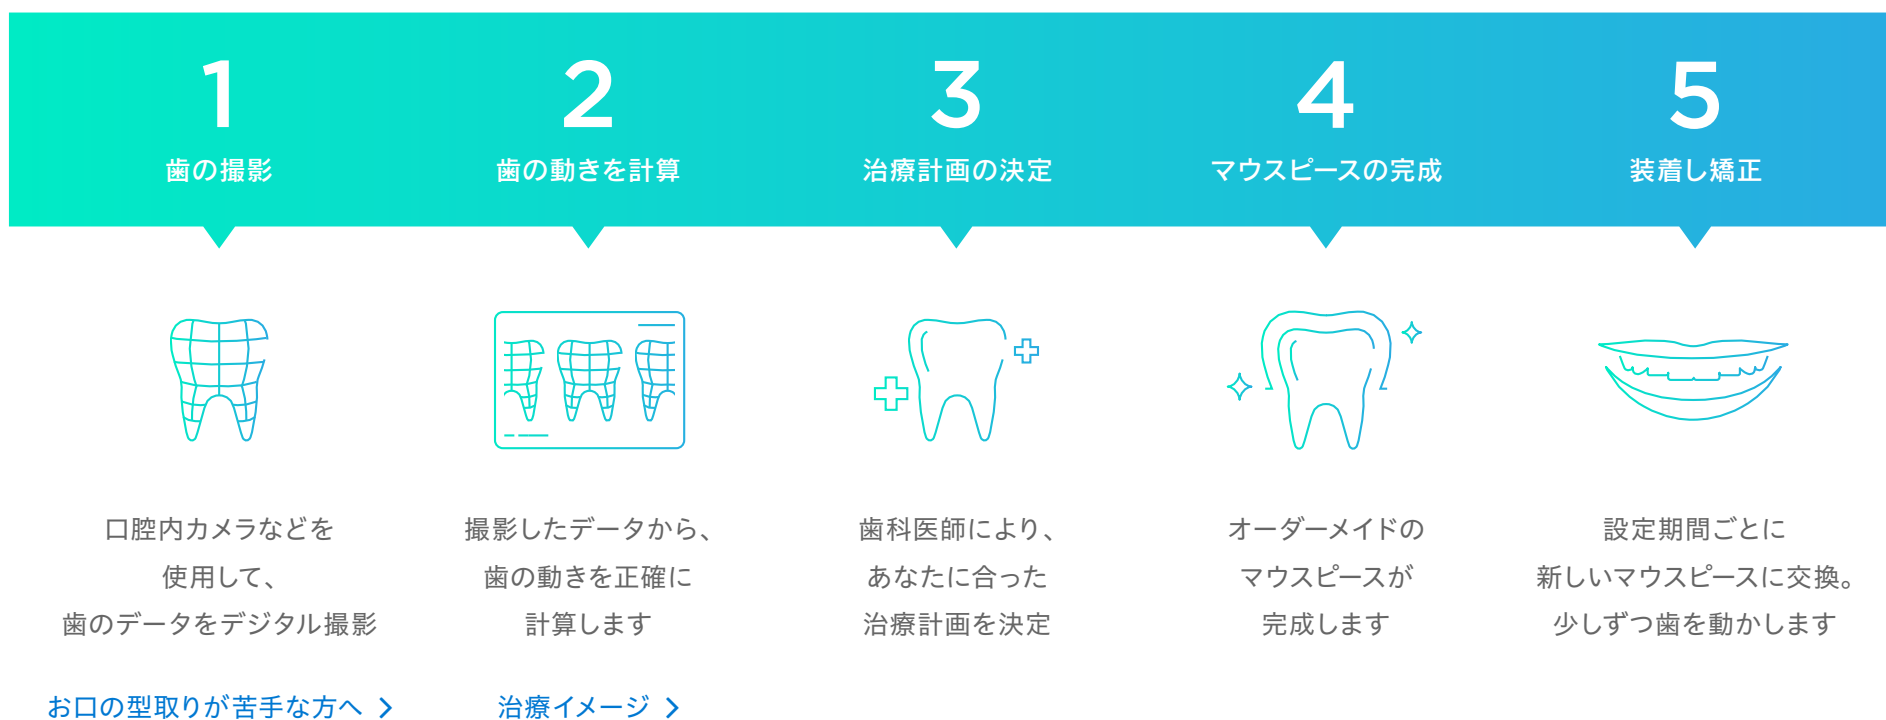 1
歯の撮影
2
歯の動きを計算
3
治療計画の決定
4
マウスピースの完成
5
装着し矯正
口腔内カメラなどを
使用して、
歯のデータをデジタル撮影
お口の型取りが苦手な方へ
撮影したデータから、
歯の動きを正確に
計算します
治療イメージ
歯科医師により、
あなたに合った
治療計画を決定
オーダーメイドの
マウスピースが
完成します
設定期間ごとに
新しいマウスピースに交換。
少しずつ歯を動かします